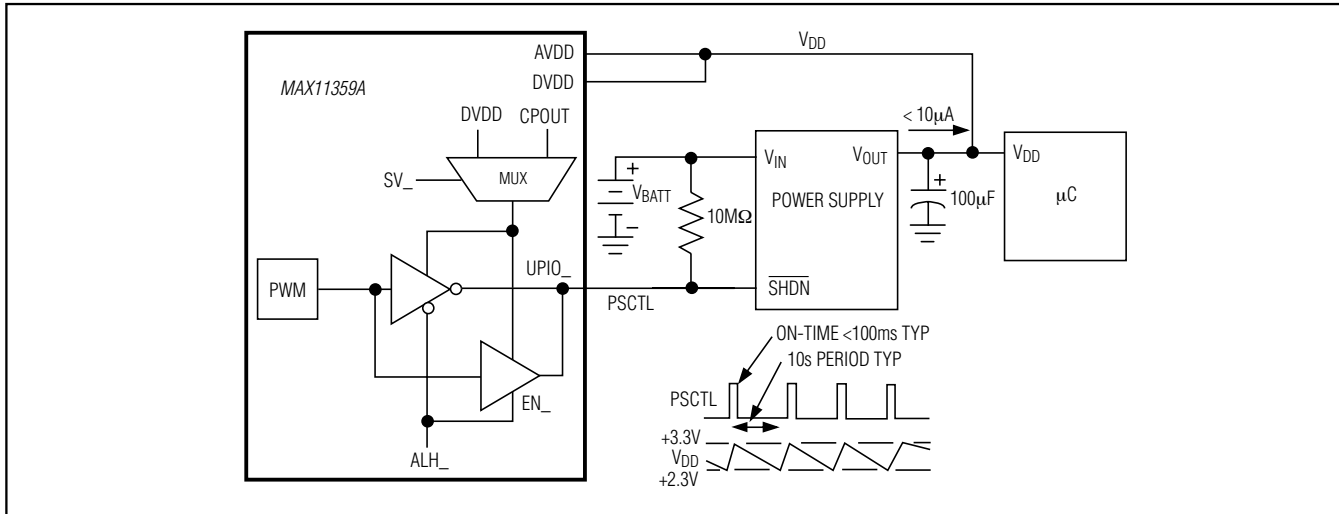 MAX11359A
AVDD
DVDD
VDD
DVDD
CPOUT
SV_
MUX
PWM
UPIO_
EN_
ALH_
PSCTL
+
VBATT
-
10MΩ
VIN
VOUT
POWER SUPPLY
SHDN
< 10µA
+
100µF
VDD
µC
ON-TIME <100ms TYP
10s PERIOD TYP
PSCTL
+3.3V
VDD
+2.3V